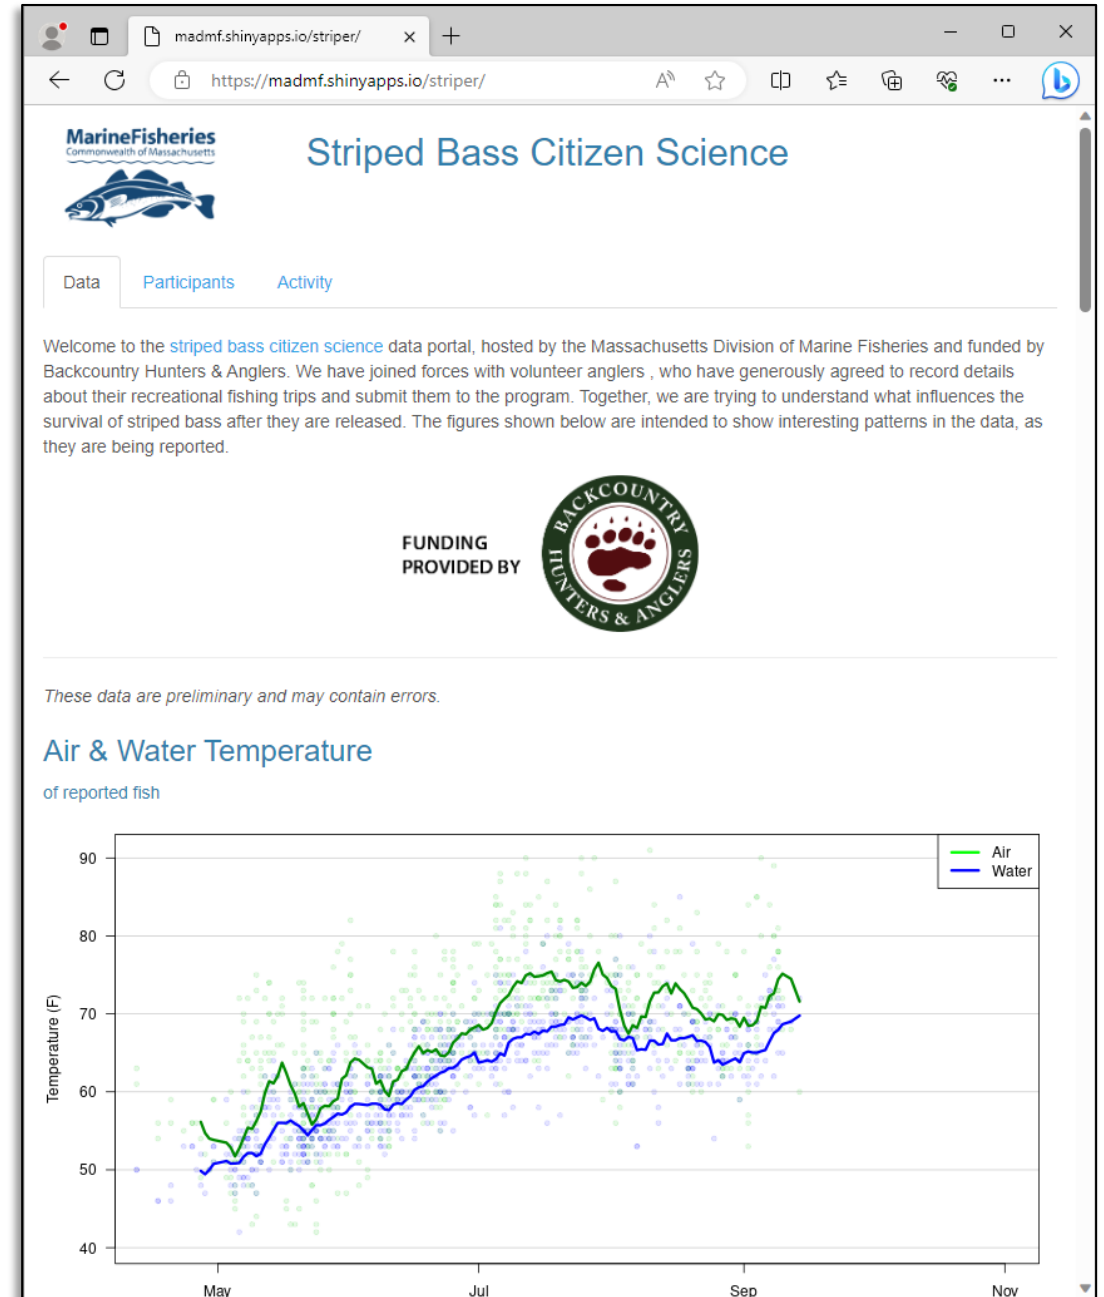 madmf.shinyapps.io/striper/
https://madmf.shinyapps.io/striper/
MarineFisheries
Commonwealth of Massachusetts
Striped Bass Citizen Science
Data Participants Activity
Welcome to the striped bass citizen science data portal, hosted by the Massachusetts Division of Marine Fisheries and funded by
Backcountry Hunters & Anglers. We have joined forces with volunteer anglers , who have generously agreed to record details
about their recreational fishing trips and submit them to the program. Together, we are trying to understand what influences the
survival of striped bass after they are released. The figures shown below are intended to show interesting patterns in the data, as
they are being reported.
FUNDING
PROVIDED BY
BACKCOUNTRY
HUNTERS & ANGLERS
These data are preliminary and may contain errors.
Air & Water Temperature
of reported fish
Air
Water
90
80
70
60
50
40
Temperature (F)
May Jul Sep Nov